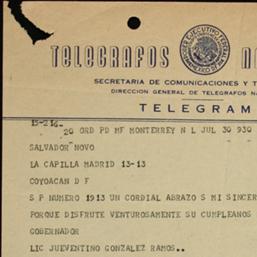 TELEGRAFOS N
SECRETARIA DE COMUNICACIONES Y T
DIRECCION GENERAL DE TELEGRAFOS NA
TELEGRAM
15-214-
20 ORD PD MF MONTERREY N L JUL 30 930
SALVADOR NOVO
LA CAPILLA MADRID 13-13
COYOACAN D F
S P NUMERO 1913 UN CORDIAL ABRAZO S MI SINCER
PORQUE DISFRUTE VENTUROSAMENTE SU CUMPLEANOS
GOBERNADOR
LIC JUEVENTINO GONZALEZ RAMOS..